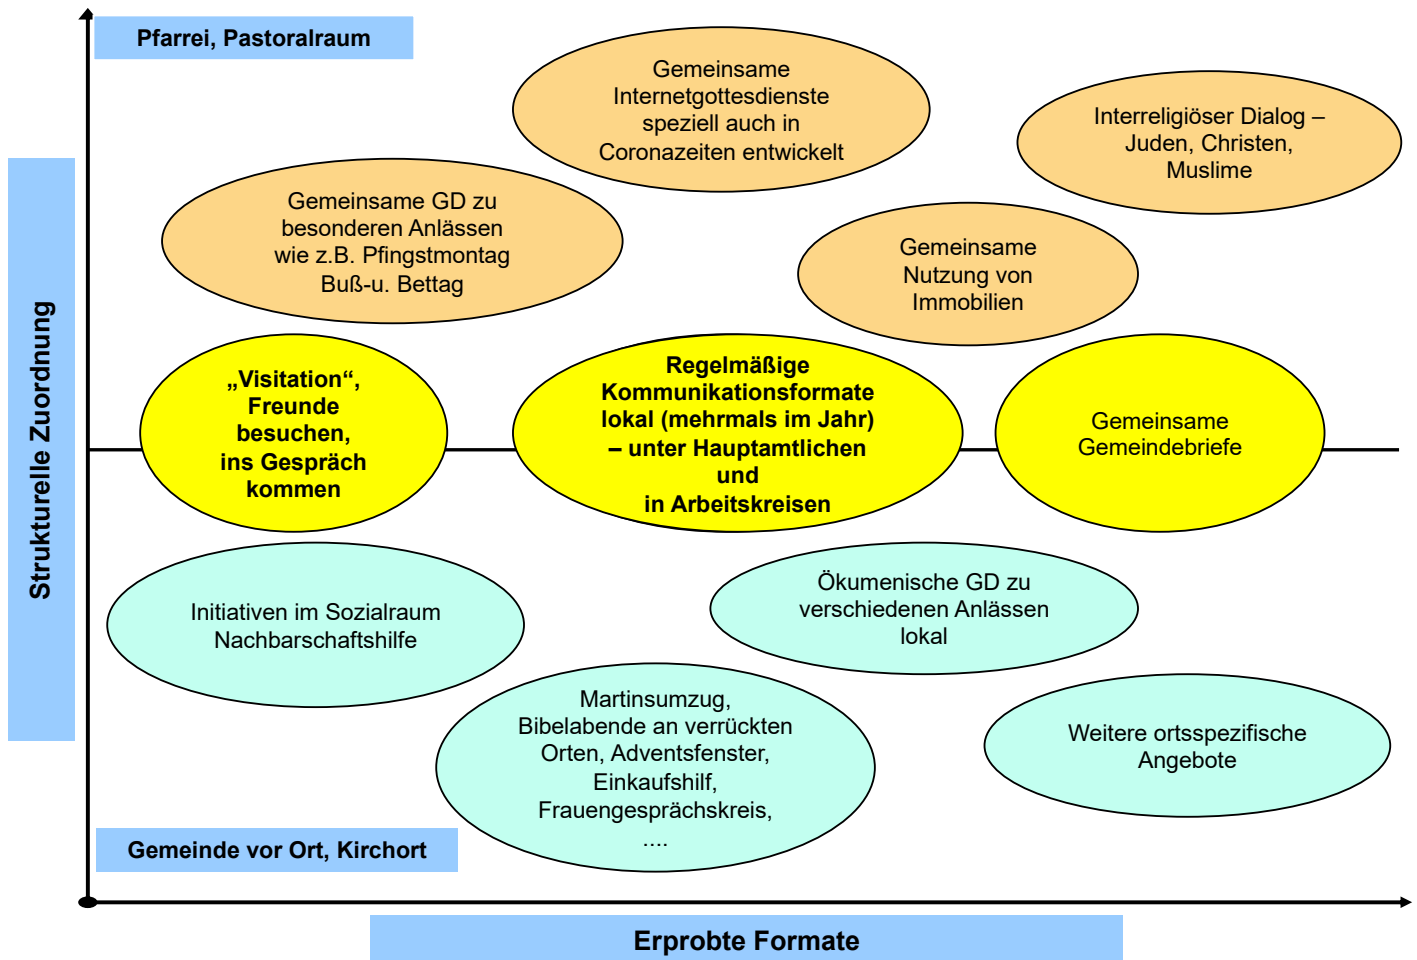 Pfarrei, Pastoralraum
Gemeinsame
Internetgottesdienste
speziell auch in
Coronazeiten entwickelt
Interreligiöser Dialog –
Juden, Christen,
Muslime
Gemeinsame GD zu
besonderen Anlässen
wie z.B. Pfingstmontag
Buß-u. Bettag
Gemeinsame
Nutzung von
Immobilien
Strukturelle Zuordnung
„Visitation“,
Freunde
besuchen,
ins Gespräch
kommen
Regelmäßige
Kommunikationsformate
lokal (mehrmals im Jahr)
– unter Hauptamtlichen
und
in Arbeitskreisen
Gemeinsame
Gemeindebriefe
Initiativen im Sozialraum
Nachbarschaftshilfe
Ökumenische GD zu
verschiedenen Anlässen
lokal
Martinsumzug,
Bibelabende an verrückten
Orten, Adventsfenster,
Einkaufshilf,
Frauengesprächskreis,
....
Weitere ortsspezifische
Angebote
Gemeinde vor Ort, Kirchort
Erprobte Formate